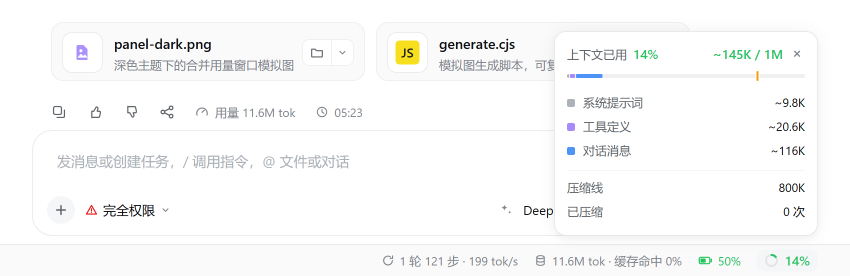 panel-dark.png
深色主题下的合并用量窗口模拟图
JS
generate.cjs
模拟图生成脚本，可复
上下文已用 14% ~145K / 1M ×
系统提示词 ~9.8K
工具定义 ~20.6K
对话消息 ~116K
压缩线 800K
已压缩 0 次
用量 11.6M tok 05:23
发消息或创建任务，/ 调用指令，@ 文件或对话
完全权限
Deep
1 轮 121 步 · 199 tok/s 11.6M tok · 缓存命中 0% 50% 14%